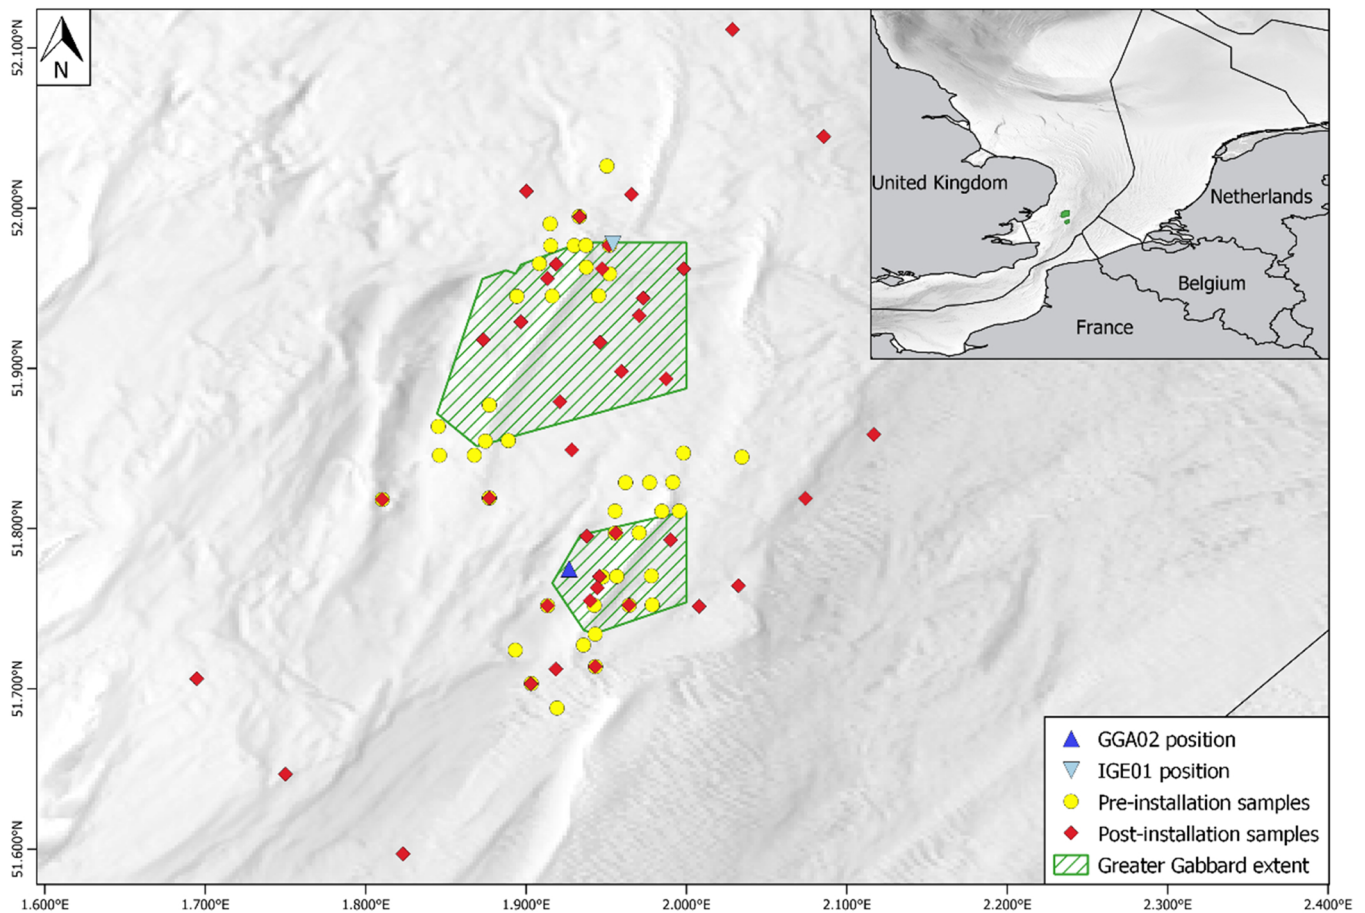 N
52.100°N
52.000°N
51.900°N
51.800°N
51.700°N
51.600°N
United Kingdom
Netherlands
Belgium
France
GGA02 position
IGE01 position
Pre-installation samples
Post-installation samples
Greater Gabbard extent
1.600°E 1.700°E 1.800°E 1.900°E 2.000°E 2.100°E 2.200°E 2.300°E 2.400°E